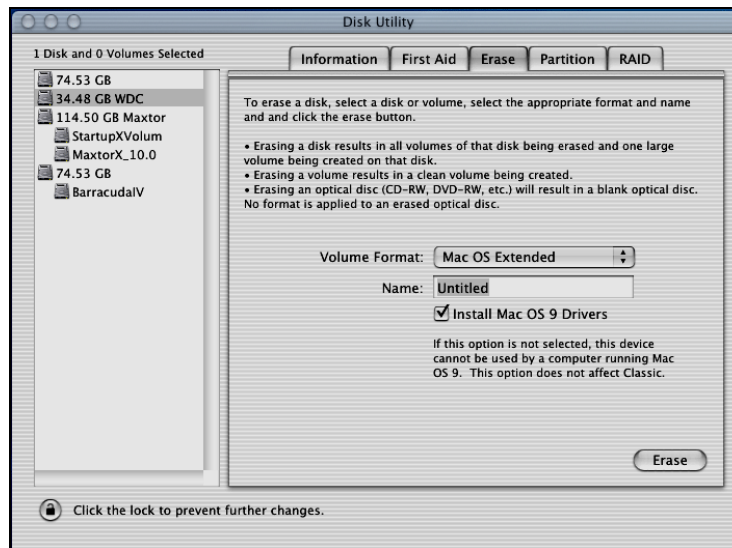 Disk Utility
1 Disk and 0 Volumes Selected
Information
First Aid
Erase
Partition
RAID
74.53 GB
34.48 GB WDC
114.50 GB Maxtor
StartupXVolum
MaxtorX_10.0
74.53 GB
BarracudaIV
To erase a disk, select a disk or volume, select the appropriate format and name
and and click the erase button.
• Erasing a disk results in all volumes of that disk being erased and one large
volume being created on that disk.
• Erasing a volume results in a clean volume being created.
• Erasing an optical disc (CD-RW, DVD-RW, etc.) will result in a blank optical disc.
No format is applied to an erased optical disc.
Volume Format: Mac OS Extended
Name: Untitled
Install Mac OS 9 Drivers
If this option is not selected, this device
cannot be used by a computer running Mac
OS 9. This option does not affect Classic.
Erase
Click the lock to prevent further changes.